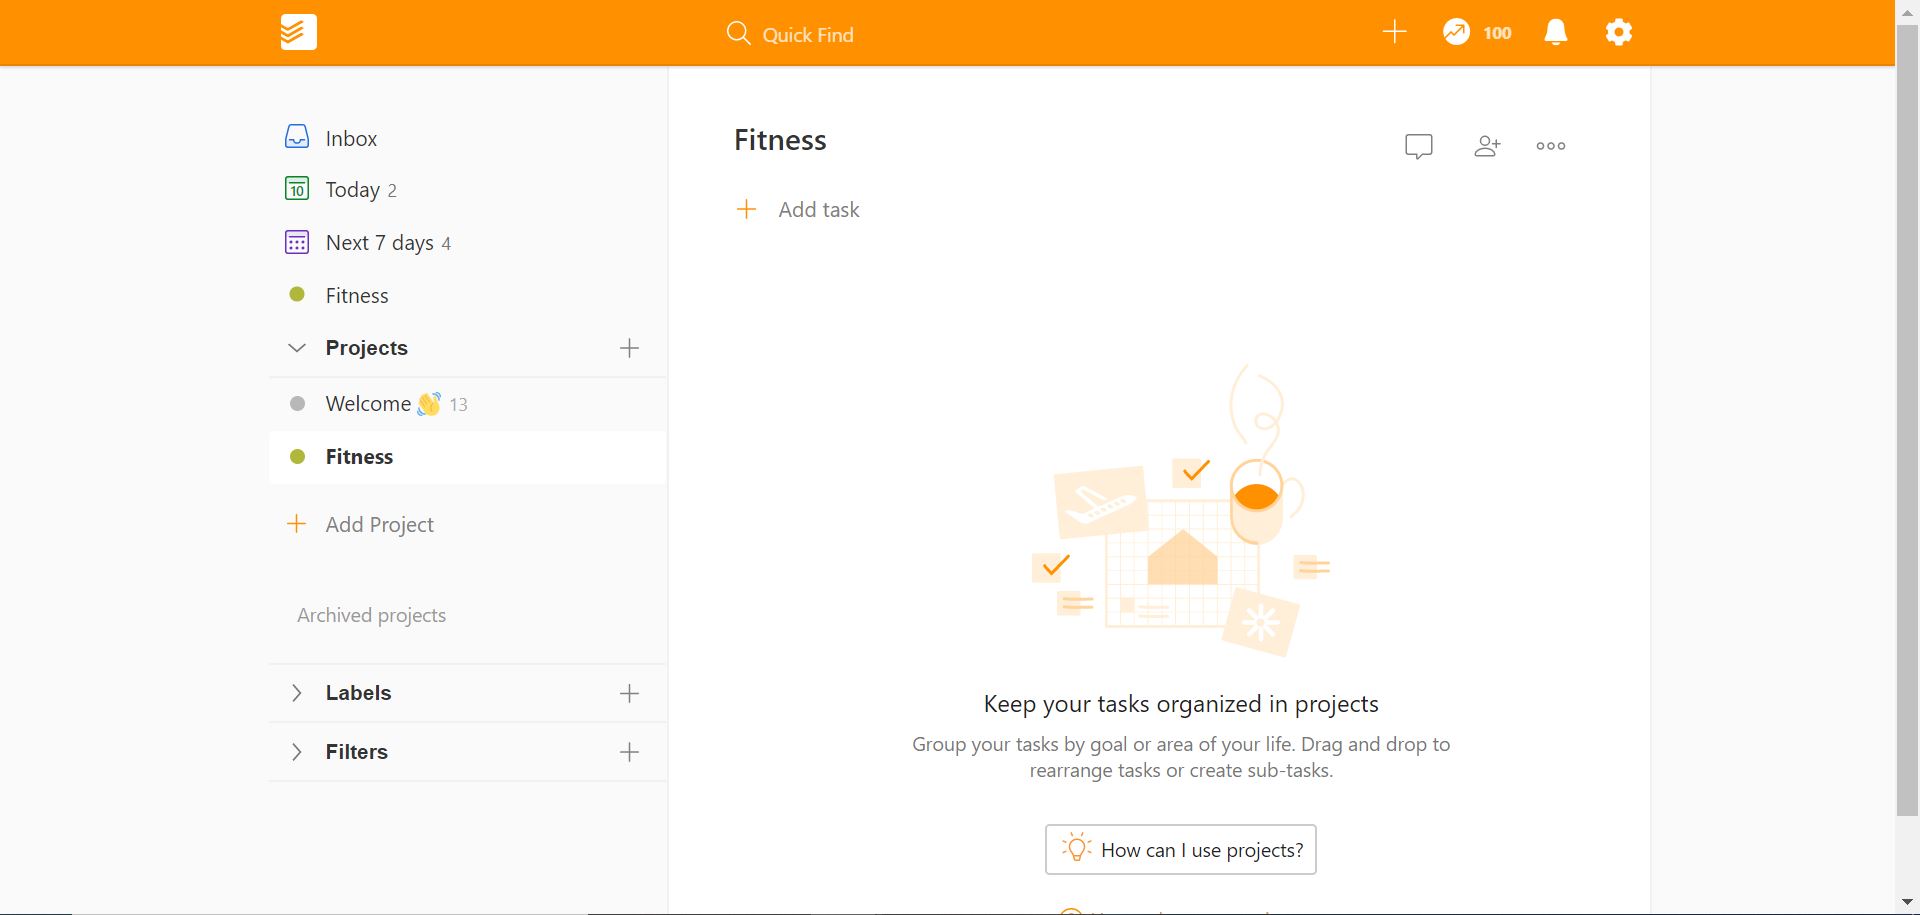 Quick Find
100
Inbox
10
Today 2
Next 7 days 4
Fitness
Projects
Welcome 👋 13
Fitness
Add Project
Archived projects
Labels
Filters
Fitness
Add task
Keep your tasks organized in projects
Group your tasks by goal or area of your life. Drag and drop to
rearrange tasks or create sub-tasks.
How can I use projects?